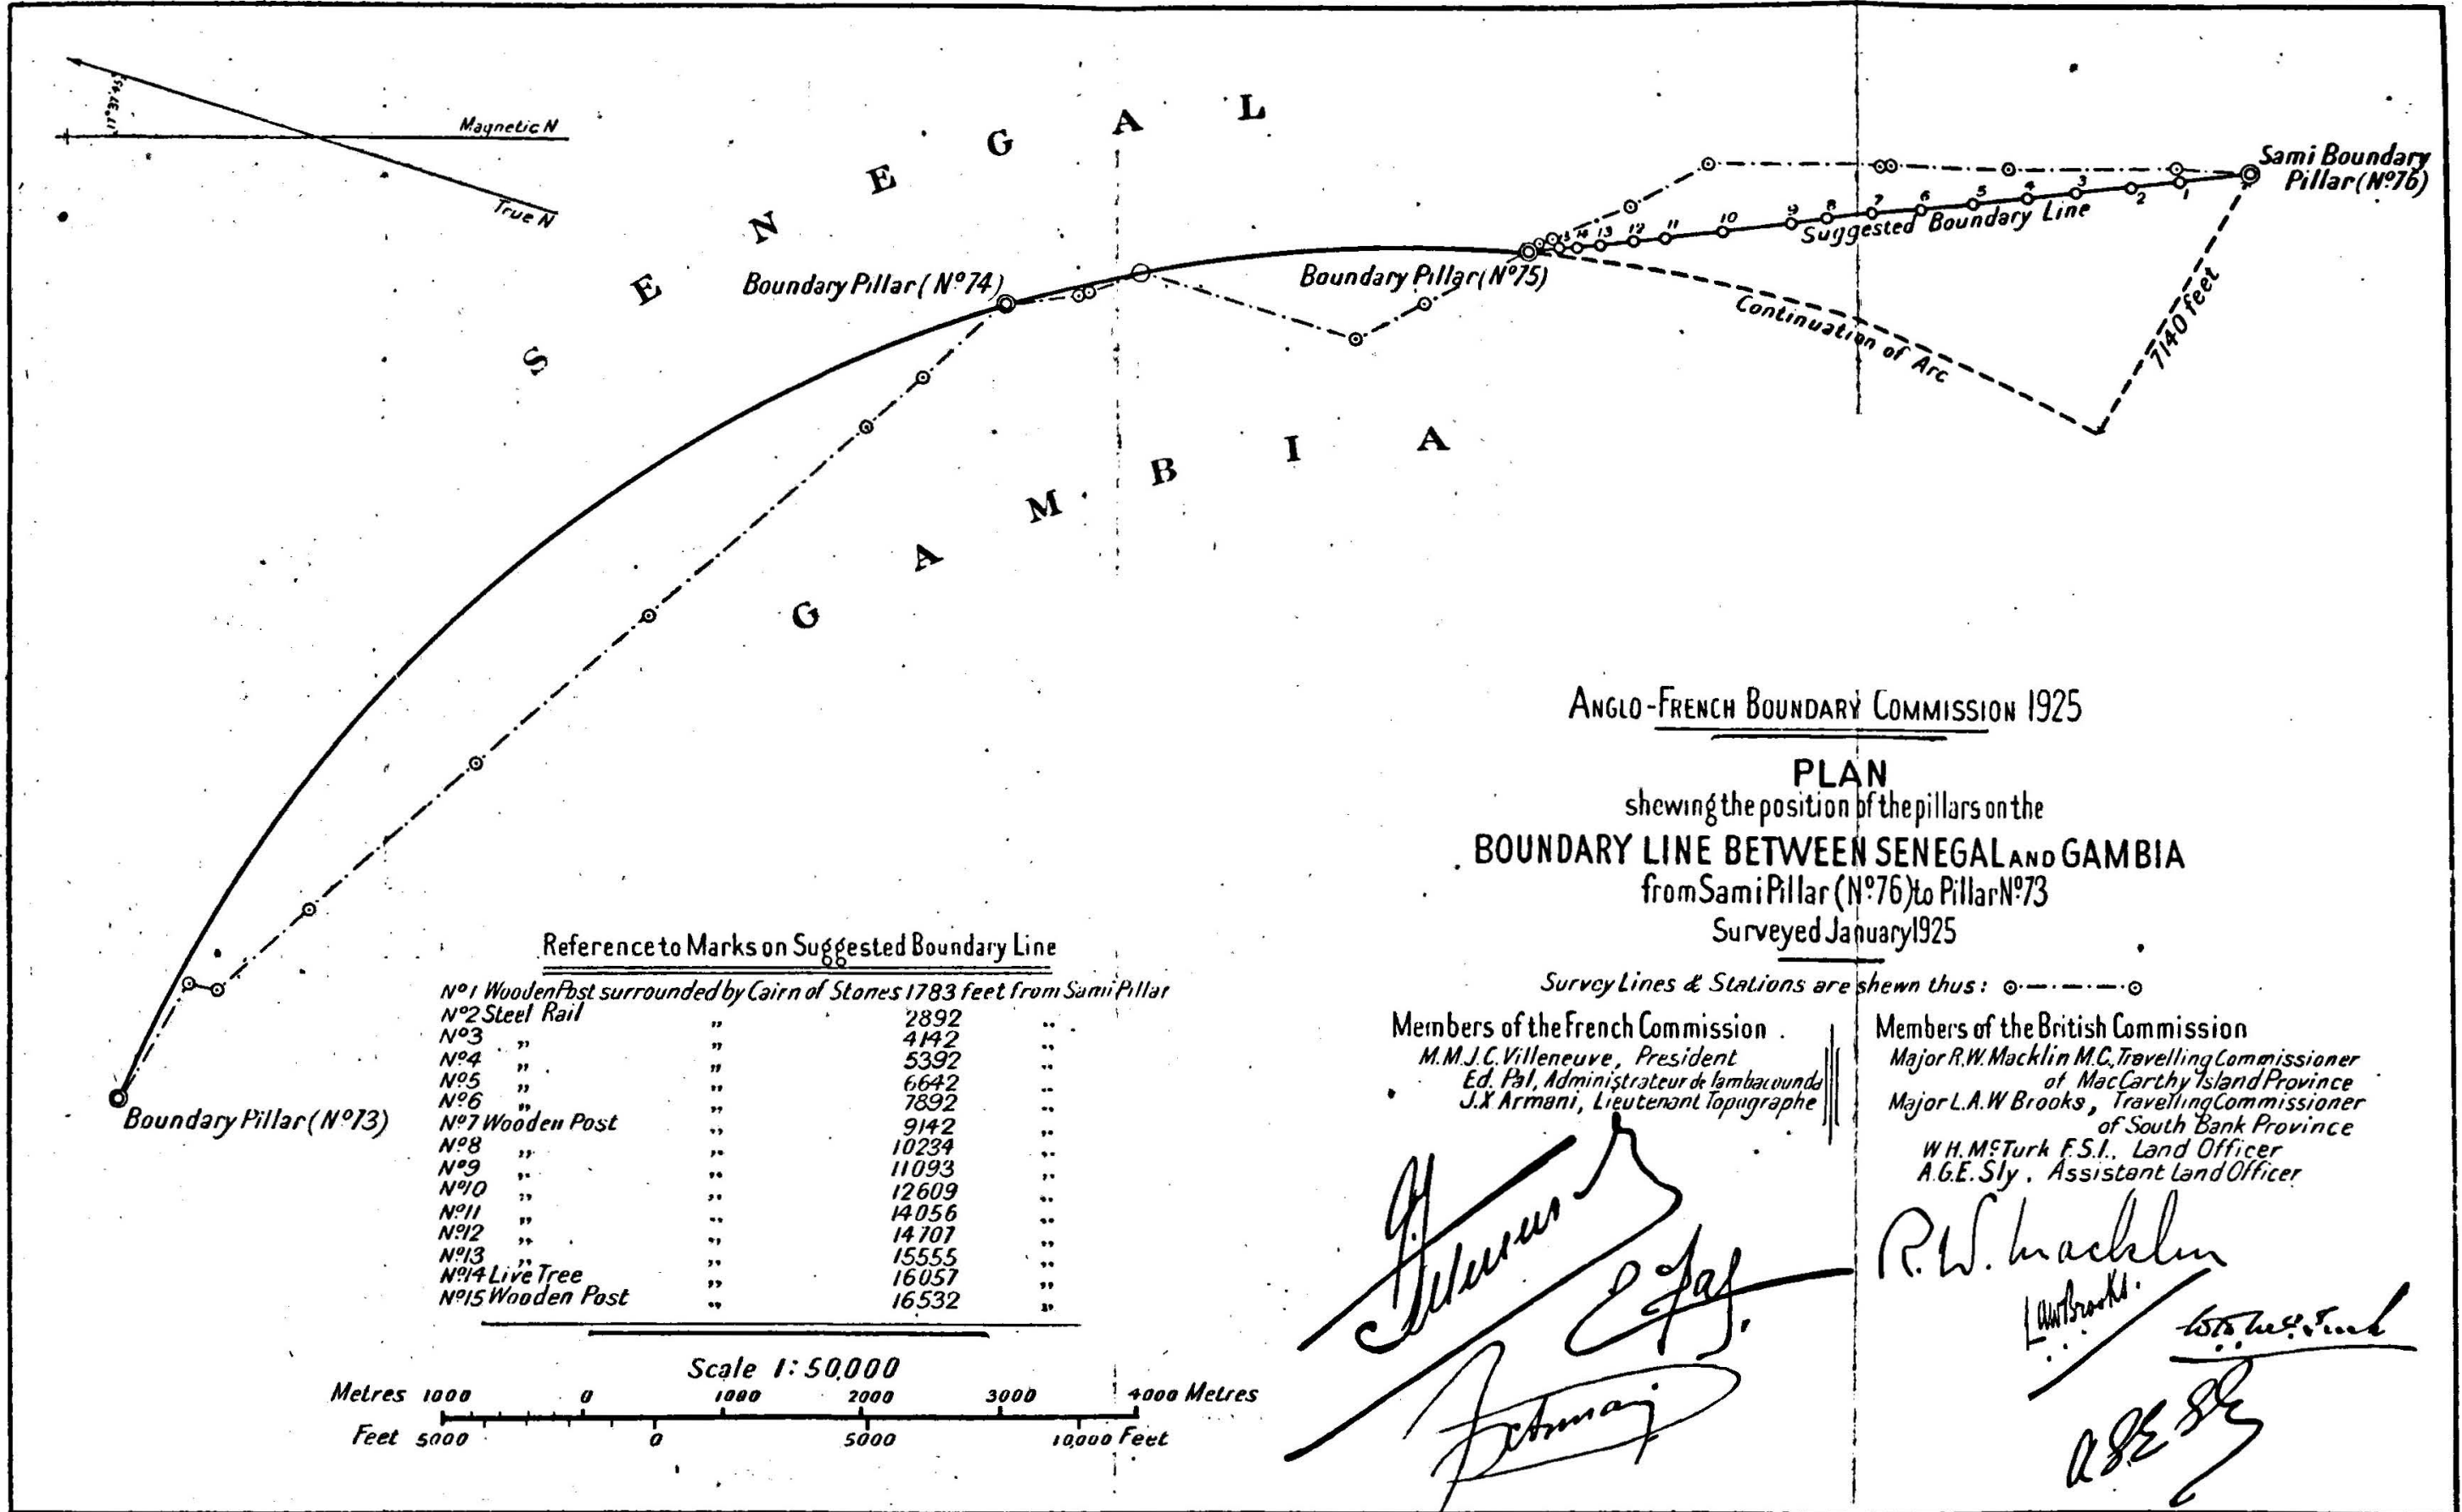 17°37'45"
Magnetic N
True N
SENEGAL
GAMBIA
Sami Boundary
Pillar (Nº76)
Boundary Pillar (Nº74)
Boundary Pillar (Nº75)
15 14 13 12 11 10 9 8 7 6 5 4 3 2 1
Suggested Boundary Line
Continuation of Arc
7140 feet
Boundary Pillar (Nº73)
ANGLO-FRENCH BOUNDARY COMMISSION 1925
PLAN
shewing the position of the pillars on the
BOUNDARY LINE BETWEEN SENEGAL AND GAMBIA
from Sami Pillar (Nº76) to Pillar Nº73
Surveyed January 1925
Survey Lines & Stations are shewn thus:
Reference to Marks on Suggested Boundary Line
Nº1 Wooden Post surrounded by Cairn of Stones 1783 feet from Sami Pillar
Nº2 Steel Rail „ 2892 „
Nº3 „ „ 4142 „
Nº4 „ „ 5392 „
Nº5 „ „ 6642 „
Nº6 „ „ 7892 „
Nº7 Wooden Post „ 9142 „
Nº8 „ „ 10234 „
Nº9 „ „ 11093 „
Nº10 „ „ 12609 „
Nº11 „ „ 14056 „
Nº12 „ „ 14707 „
Nº13 „ „ 15555 „
Nº14 Live Tree „ 16057 „
Nº15 Wooden Post „ 16532 „
Scale 1:50,000
Metres 1000 0 1000 2000 3000 4000 Metres
Feet 5000 0 5000 10,000 Feet
Members of the French Commission
M.M.J.C. Villeneuve, President
Ed. Pal, Administrateur de Tambacounda
J.X Armani, Lieutenant Topographe
Members of the British Commission
Major R.W. Macklin M.C., Travelling Commissioner
of MacCarthy Island Province
Major L.A.W Brooks, Travelling Commissioner
of South Bank Province
W H. McTurk F.S.I., Land Officer
A.G.E. Sly, Assistant Land Officer
R.W. Macklin
LAWBrooks.
W H McTurk
A G E Sly